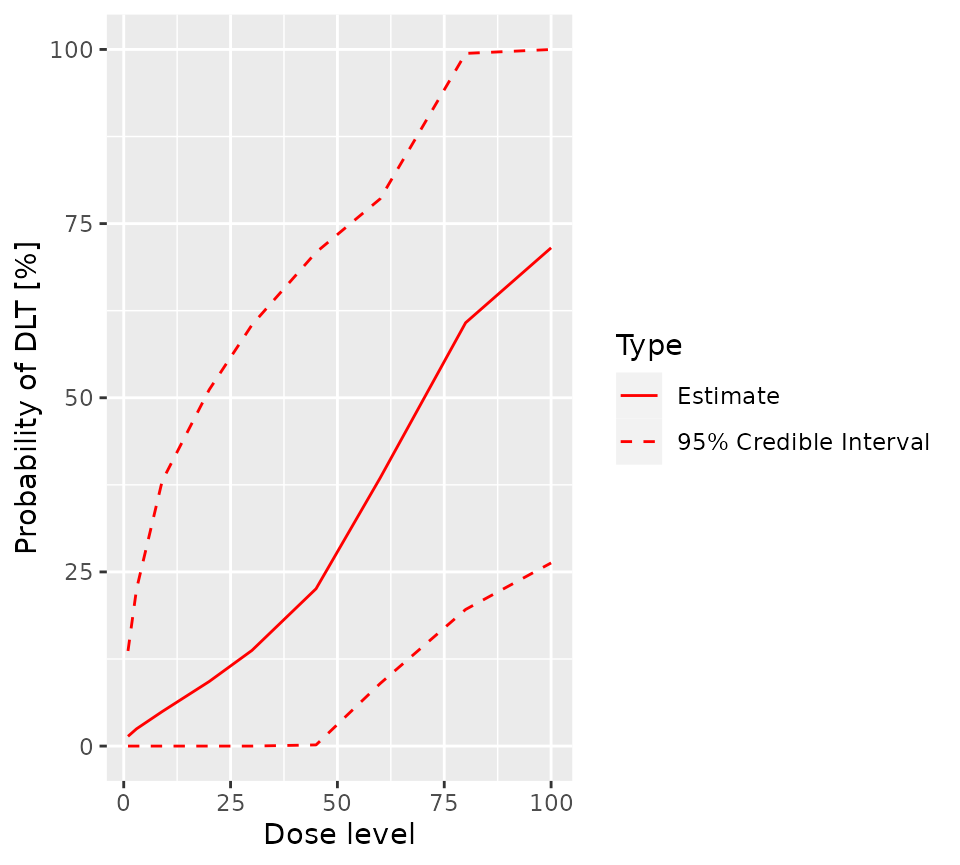 Probability of DLT [%]
100
75
50
25
0
0 25 50 75 100
Dose level
Type
Estimate
95% Credible Interval